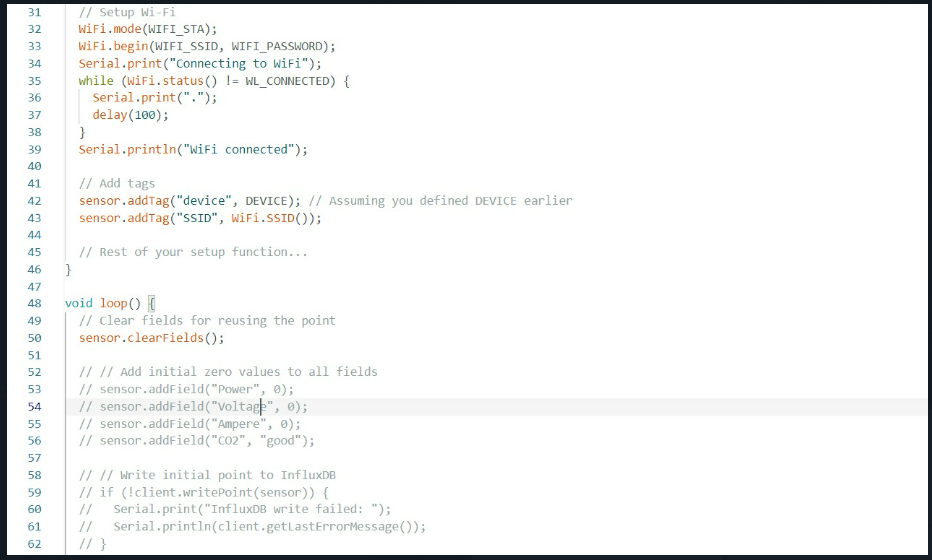 31 // Setup Wi-Fi
32 WiFi.mode(WIFI_STA);
33 WiFi.begin(WIFI_SSID, WIFI_PASSWORD);
34 Serial.print("Connecting to WiFi");
35 while (WiFi.status() != WL_CONNECTED) {
36 Serial.print(".");
37 delay(100);
38 }
39 Serial.println("WiFi connected");
40
41 // Add tags
42 sensor.addTag("device", DEVICE); // Assuming you defined DEVICE earlier
43 sensor.addTag("SSID", WiFi.SSID());
44
45 // Rest of your setup function...
46 }
47
48 void loop() {
49 // Clear fields for reusing the point
50 sensor.clearFields();
51
52 // // Add initial zero values to all fields
53 // sensor.addField("Power", 0);
54 // sensor.addField("Voltage", 0);
55 // sensor.addField("Ampere", 0);
56 // sensor.addField("CO2", "good");
57
58 // // Write initial point to InfluxDB
59 // if (!client.writePoint(sensor)) {
60 // Serial.print("InfluxDB write failed: ");
61 // Serial.println(client.getLastErrorMessage());
62 // }